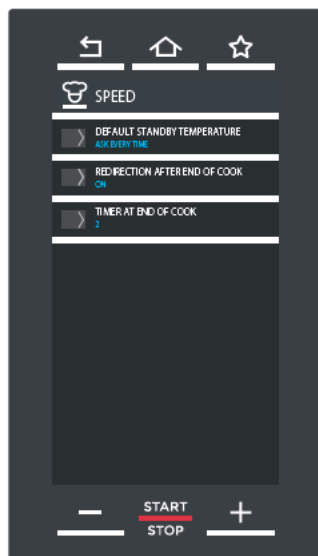 SPEED
DEFAULT STANDBY TEMPERATURE
ASK EVERY TIME
REDIRECTION AFTER END OF COOK
ON
TIMER AT END OF COOK
2
START
STOP